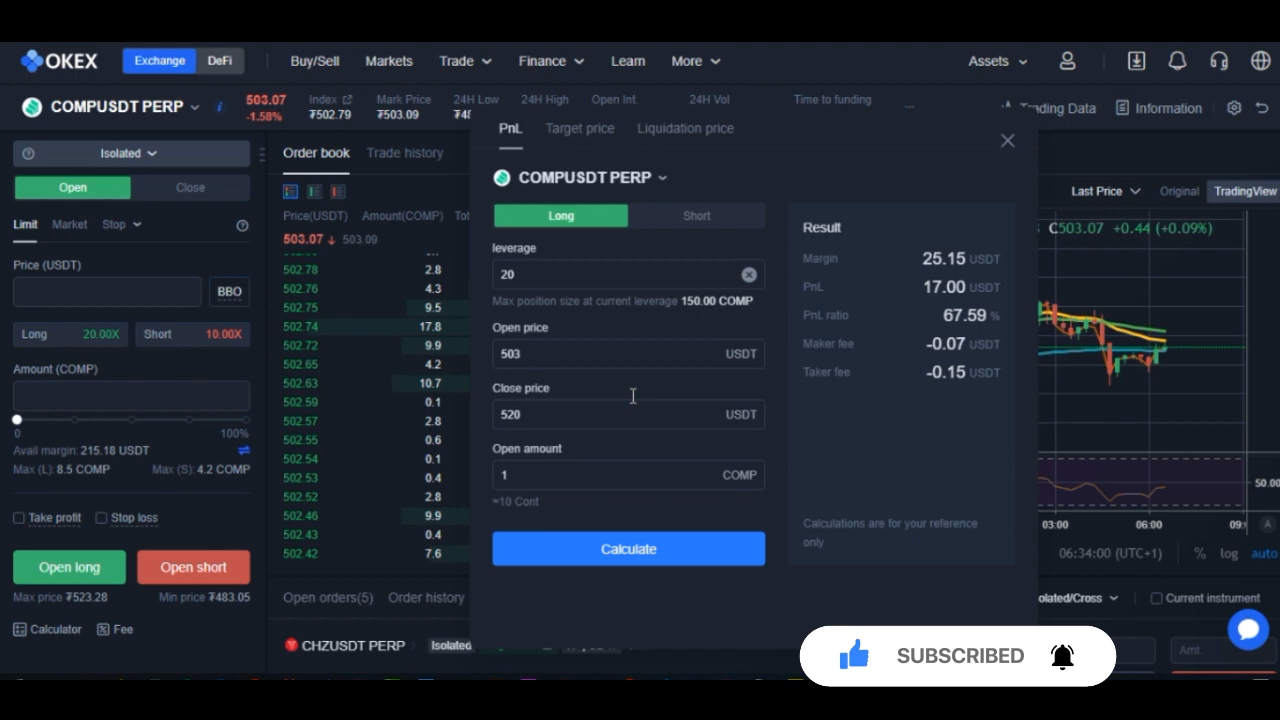 OKEX Exchange DeFi Buy/Sell Markets Trade Finance Learn More Assets
COMPUSDT PERP 503.07 -1.58% Index ₮502.79 Mark Price ₮503.09 24H Low 24H High Open Int 24H Vol Time to funding ... Trading Data Information
Isolated
Open Close
Limit Market Stop
Price (USDT)
BBO
Long 20.00X Short 10.00X
Amount (COMP)
0 100%
Avail margin: 215.18 USDT
Max (L): 8.5 COMP Max (S): 4.2 COMP
Take profit Stop loss
Open long Open short
Max price ₮523.28 Min price ₮483.05
Calculator Fee
Order book Trade history
Price(USDT) Amount(COMP)
503.07 ↓ 503.09
502.78 2.8
502.76 4.3
502.75 9.5
502.74 17.8
502.72 9.9
502.65 4.2
502.63 10.7
502.59 0.1
502.57 2.8
502.55 0.6
502.54 0.1
502.53 0.4
502.52 2.8
502.46 9.9
502.43 0.4
502.42 7.6
Open orders(5) Order history
CHZUSDT PERP Isolated
PnL Target price Liquidation price
COMPUSDT PERP
Long Short
leverage
20
Max position size at current leverage 150.00 COMP
Open price
503 USDT
Close price
520 USDT
Open amount
1 COMP
≈10 Cont
Calculate
Result
Margin 25.15 USDT
PnL 17.00 USDT
PnL ratio 67.59 %
Maker fee -0.07 USDT
Taker fee -0.15 USDT
Calculations are for your reference
only
Last Price Original TradingView
C503.07 +0.44 (+0.09%)
50.00
03:00 06:00
06:34:00 (UTC+1) % log auto
Current instrument
Amt.
SUBSCRIBED